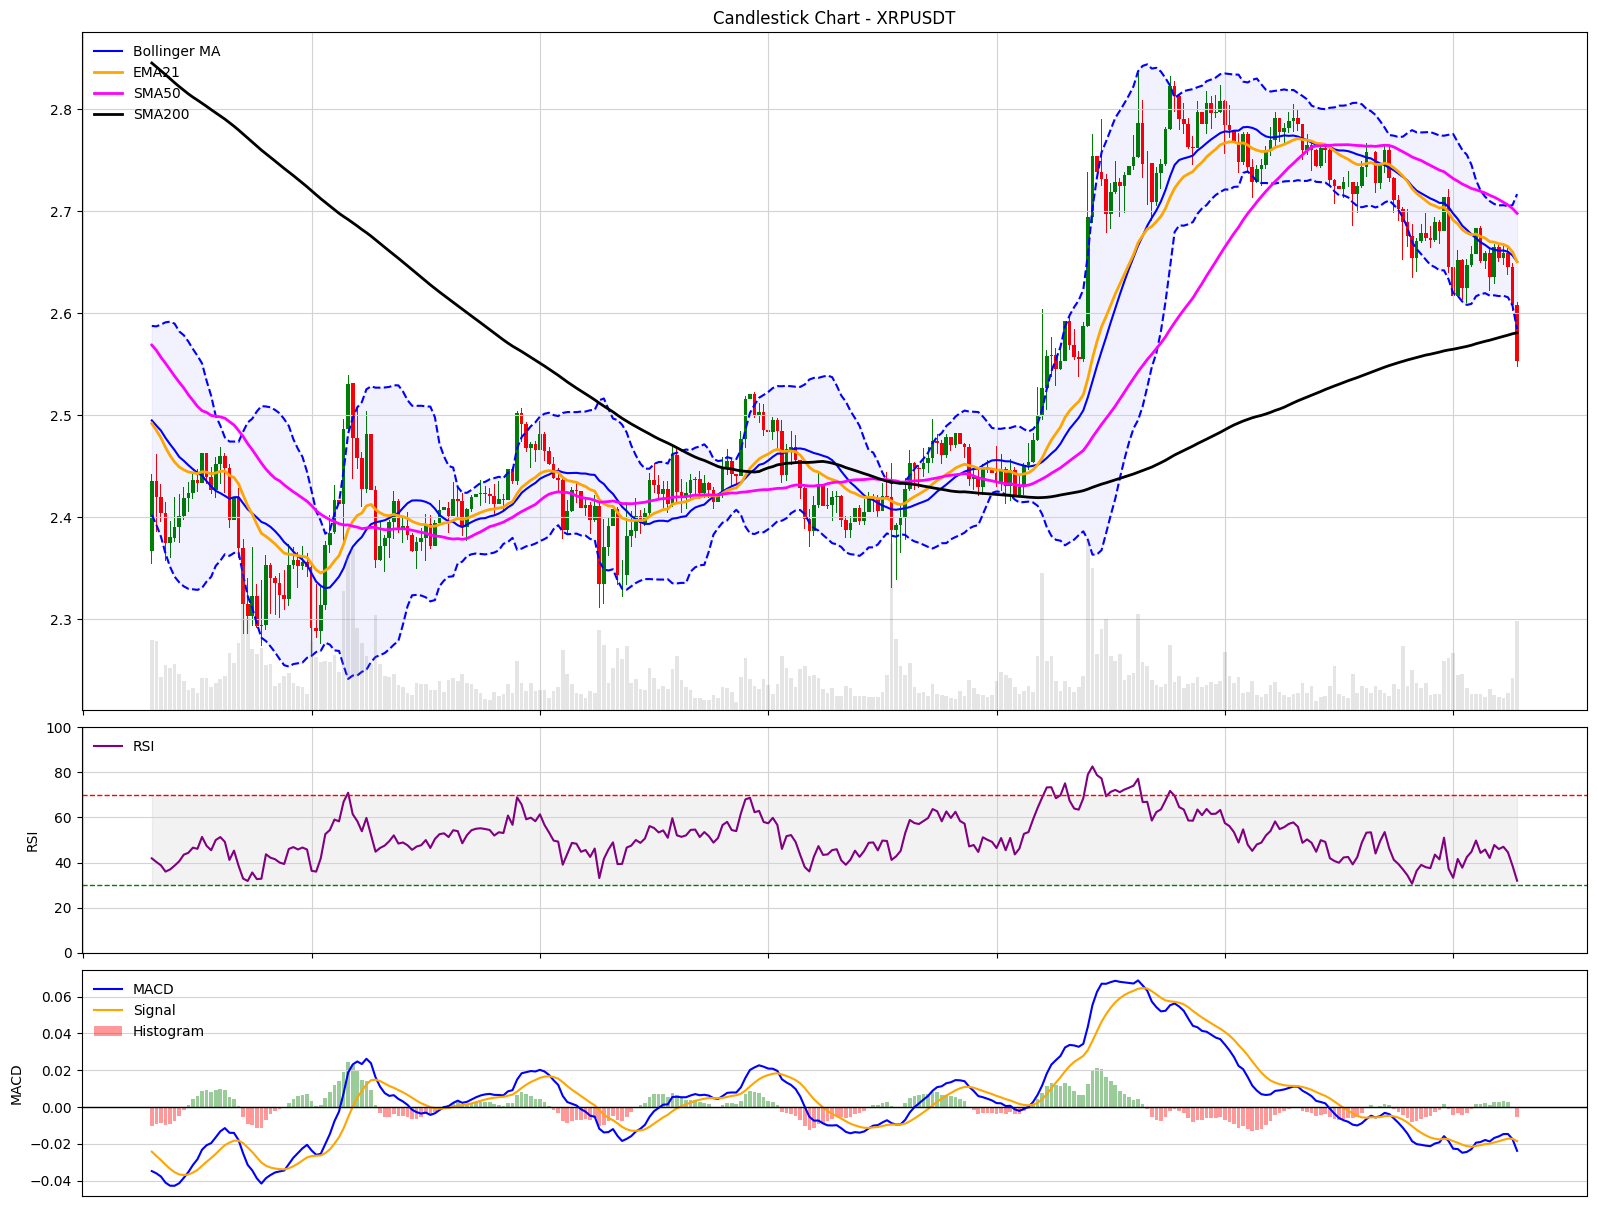 Candlestick Chart - XRPUSDT
Bollinger MA
EMA21
SMA50
SMA200
2.8
2.7
2.6
2.5
2.4
2.3
RSI
100
80
60
40
20
0
RSI
MACD
Signal
Histogram
0.06
0.04
0.02
0.00
−0.02
−0.04
MACD